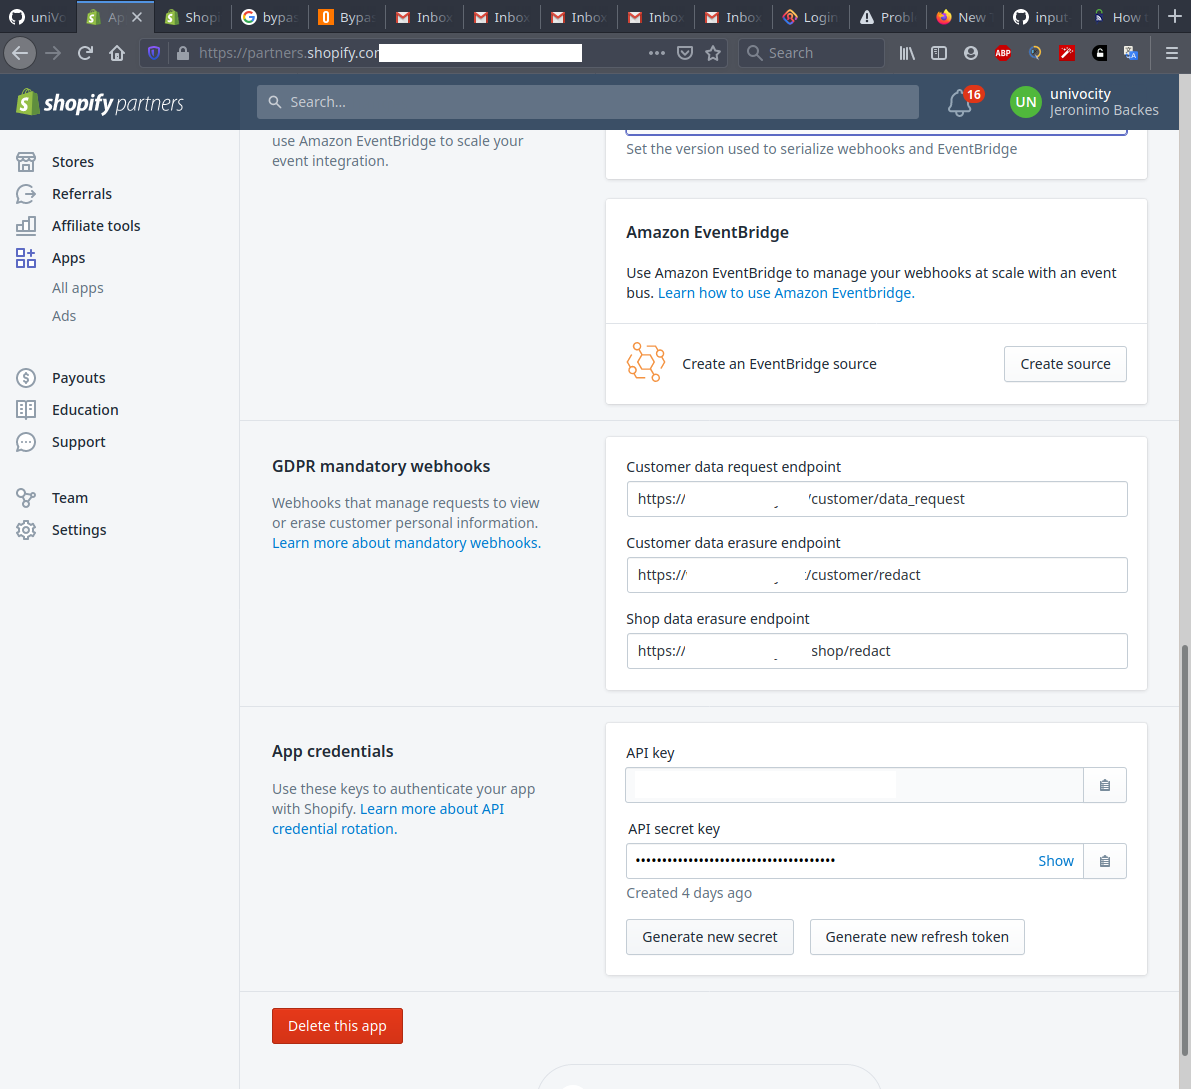 uniVo
Ap
Shopi
bypas
Bypas
Inbox
Inbox
Inbox
Inbox
Inbox
Login
Probl
New T
input
How t
https://partners.shopify.cor
Search
ABP
shopify partners
Search...
16
UN
univocity
Jeronimo Backes
Stores
Referrals
Affiliate tools
Apps
All apps
Ads
Payouts
Education
Support
Team
Settings
use Amazon EventBridge to scale your
event integration.
Set the version used to serialize webhooks and EventBridge
Amazon EventBridge
Use Amazon EventBridge to manage your webhooks at scale with an event
bus. Learn how to use Amazon Eventbridge.
Create an EventBridge source
Create source
GDPR mandatory webhooks
Webhooks that manage requests to view
or erase customer personal information.
Learn more about mandatory webhooks.
Customer data request endpoint
https:// /customer/data_request
Customer data erasure endpoint
https:// /customer/redact
Shop data erasure endpoint
https:// shop/redact
App credentials
Use these keys to authenticate your app
with Shopify. Learn more about API
credential rotation.
API key
API secret key
••••••••••••••••••••••••••••••••••••••
Show
Created 4 days ago
Generate new secret
Generate new refresh token
Delete this app